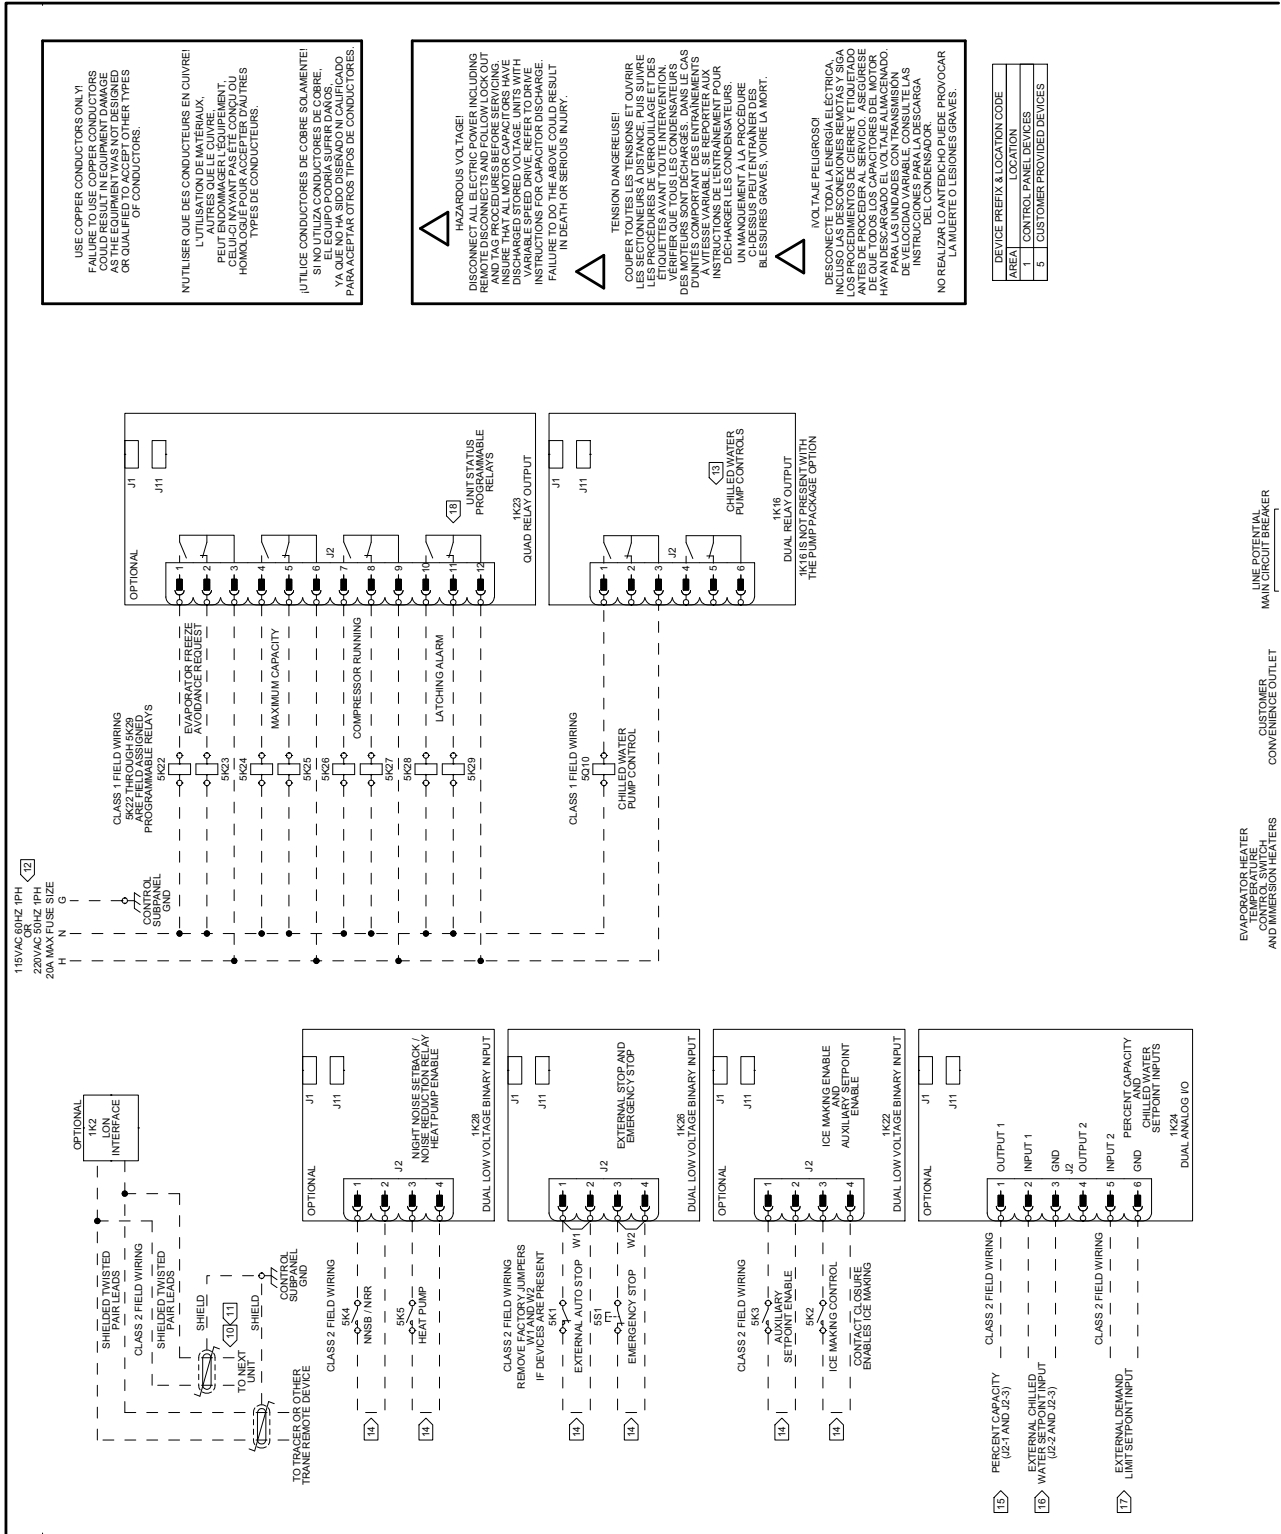 USE COPPER CONDUCTORS ONLY!
FAILURE TO USE COPPER CONDUCTORS
COULD RESULT IN EQUIPMENT DAMAGE
AS THE EQUIPMENT WAS NOT DESIGNED
OR QUALIFIED TO ACCEPT OTHER TYPES
OF CONDUCTORS.
N'UTILISER QUE DES CONDUCTEURS EN CUIVRE!
L'UTILISATION DE MATÉRIAUX,
AUTRES QUE LE CUIVRE,
PEUT ENDOMMAGER L'ÉQUIPEMENT,
CELUI-CI N'AYANT PAS ÉTÉ CONÇU OU
HOMOLOGUÉ POUR ACCEPTER D'AUTRES
TYPES DE CONDUCTEURS.
¡UTILICE CONDUCTORES DE COBRE SOLAMENTE!
SI NO UTILIZA CONDUCTORES DE COBRE,
EL EQUIPO PODRÍA SUFRIR DAÑOS,
YA QUE NO HA SIDO DISEÑADO NI CALIFICADO
PARA ACEPTAR OTROS TIPOS DE CONDUCTORES.
HAZARDOUS VOLTAGE!
DISCONNECT ALL ELECTRIC POWER INCLUDING
REMOTE DISCONNECTS AND FOLLOW LOCK OUT
AND TAG PROCEDURES BEFORE SERVICING.
INSURE THAT ALL MOTOR CAPACITORS HAVE
DISCHARGED STORED VOLTAGE. UNITS WITH
VARIABLE SPEED DRIVE, REFER TO DRIVE
INSTRUCTIONS FOR CAPACITOR DISCHARGE.
FAILURE TO DO THE ABOVE COULD RESULT
IN DEATH OR SERIOUS INJURY.
TENSION DANGEREUSE!
COUPER TOUTES LES TENSIONS ET OUVRIR
LES SECTIONNEURS À DISTANCE, PUIS SUIVRE
LES PROCÉDURES DE VERROUILLAGE ET DES
ÉTIQUETTES AVANT TOUTE INTERVENTION.
VÉRIFIER QUE TOUS LES CONDENSATEURS
DES MOTEURS SONT DÉCHARGÉS. DANS LE CAS
D'UNITÉS COMPORTANT DES ENTRAÎNEMENTS
À VITESSE VARIABLE, SE REPORTER AUX
INSTRUCTIONS DE L'ENTRAÎNEMENT POUR
DÉCHARGER LES CONDENSATEURS.
UN MANQUEMENT À LA PROCÉDURE
CI-DESSUS PEUT ENTRAÎNER DES
BLESSURES GRAVES, VOIRE LA MORT.
¡VOLTAJE PELIGROSO!
DESCONECTE TODA LA ENERGÍA ELÉCTRICA,
INCLUSO LAS DESCONEXIONES REMOTAS Y SIGA
LOS PROCEDIMIENTOS DE CIERRE Y ETIQUETADO
ANTES DE PROCEDER AL SERVICIO. ASEGÚRESE
DE QUE TODOS LOS CAPACITORES DEL MOTOR
HAYAN DESCARGADO EL VOLTAJE ALMACENADO.
PARA LAS UNIDADES CON TRANSMISIÓN
DE VELOCIDAD VARIABLE, CONSULTE LAS
INSTRUCCIONES PARA LA DESCARGA
DEL CONDENSADOR.
NO REALIZAR LO ANTEDICHO PUEDE PROVOCAR
LA MUERTE O LESIONES GRAVES.
DEVICE PREFIX & LOCATION CODE
AREA LOCATION
1 CONTROL PANEL DEVICES
5 CUSTOMER PROVIDED DEVICES
115VAC 60HZ 1PH
OR
220VAC 50HZ 1PH
20A MAX FUSE SIZE
12
H
N
G
CONTROL
SUBPANEL
GND
CLASS 1 FIELD WIRING
5K22 THROUGH 5K29
ARE FIELD ASSIGNED
PROGRAMMABLE RELAYS
5K22
5K23
5K24
5K25
5K26
5K27
5K28
5K29
EVAPORATOR FREEZE
AVOIDANCE REQUEST
MAXIMUM CAPACITY
COMPRESSOR RUNNING
LATCHING ALARM
OPTIONAL
J1
J11
1
2
3
4
5
6
7
8
9
10
11
12
J2
18
UNIT STATUS
PROGRAMMABLE
RELAYS
1K23
QUAD RELAY OUTPUT
CLASS 1 FIELD WIRING
5Q10
CHILLED WATER
PUMP CONTROL
J1
J11
1
2
3
4
5
6
J2
13
CHILLED WATER
PUMP CONTROLS
1K16
DUAL RELAY OUTPUT
1K16 IS NOT PRESENT WITH
THE PUMP PACKAGE OPTION
OPTIONAL
1K2
LON
INTERFACE
SHIELDED TWISTED
PAIR LEADS
CLASS 2 FIELD WIRING
SHIELDED TWISTED
PAIR LEADS
SHIELD
10
11
SHIELD
TO NEXT
UNIT
CONTROL
SUBPANEL
GND
TO TRACER OR OTHER
TRANE REMOTE DEVICE
CLASS 2 FIELD WIRING
5K4
NNSB / NRR
5K5
HEAT PUMP
14
14
OPTIONAL
J1
J11
1
2
3
4
J2
NIGHT NOISE SETBACK /
NOISE REDUCTION RELAY
HEAT PUMP ENABLE
1K28
DUAL LOW VOLTAGE BINARY INPUT
CLASS 2 FIELD WIRING
REMOVE FACTORY JUMPERS
W1 AND W2
IF DEVICES ARE PRESENT
5K1
EXTERNAL AUTO STOP
5S1
EMERGENCY STOP
W1
W2
14
14
OPTIONAL
J1
J11
1
2
3
4
J2
EXTERNAL STOP AND
EMERGENCY STOP
1K26
DUAL LOW VOLTAGE BINARY INPUT
CLASS 2 FIELD WIRING
5K3
AUXILIARY
SETPOINT ENABLE
5K2
ICE MAKING CONTROL
CONTACT CLOSURE
ENABLES ICE MAKING
14
14
OPTIONAL
J1
J11
1
2
3
4
J2
ICE MAKING ENABLE
AND
AUXILIARY SETPOINT
ENABLE
1K22
DUAL LOW VOLTAGE BINARY INPUT
CLASS 2 FIELD WIRING
CLASS 2 FIELD WIRING
15
PERCENT CAPACITY
(J2-1 AND J2-3)
16
EXTERNAL CHILLED
WATER SETPOINT INPUT
(J2-2 AND J2-3)
17
EXTERNAL DEMAND
LIMIT SETPOINT INPUT
OPTIONAL
J1
J11
1 OUTPUT 1
2 INPUT 1
3 GND
J2
4 OUTPUT 2
5 INPUT 2
6 GND
PERCENT CAPACITY
AND
CHILLED WATER
SETPOINT INPUTS
1K24
DUAL ANALOG I/O
EVAPORATOR HEATER
TEMPERATURE
CONTROL SWITCH
AND IMMERSION HEATERS
CUSTOMER
CONVENIENCE OUTLET
LINE POTENTIAL
MAIN CIRCUIT BREAKER